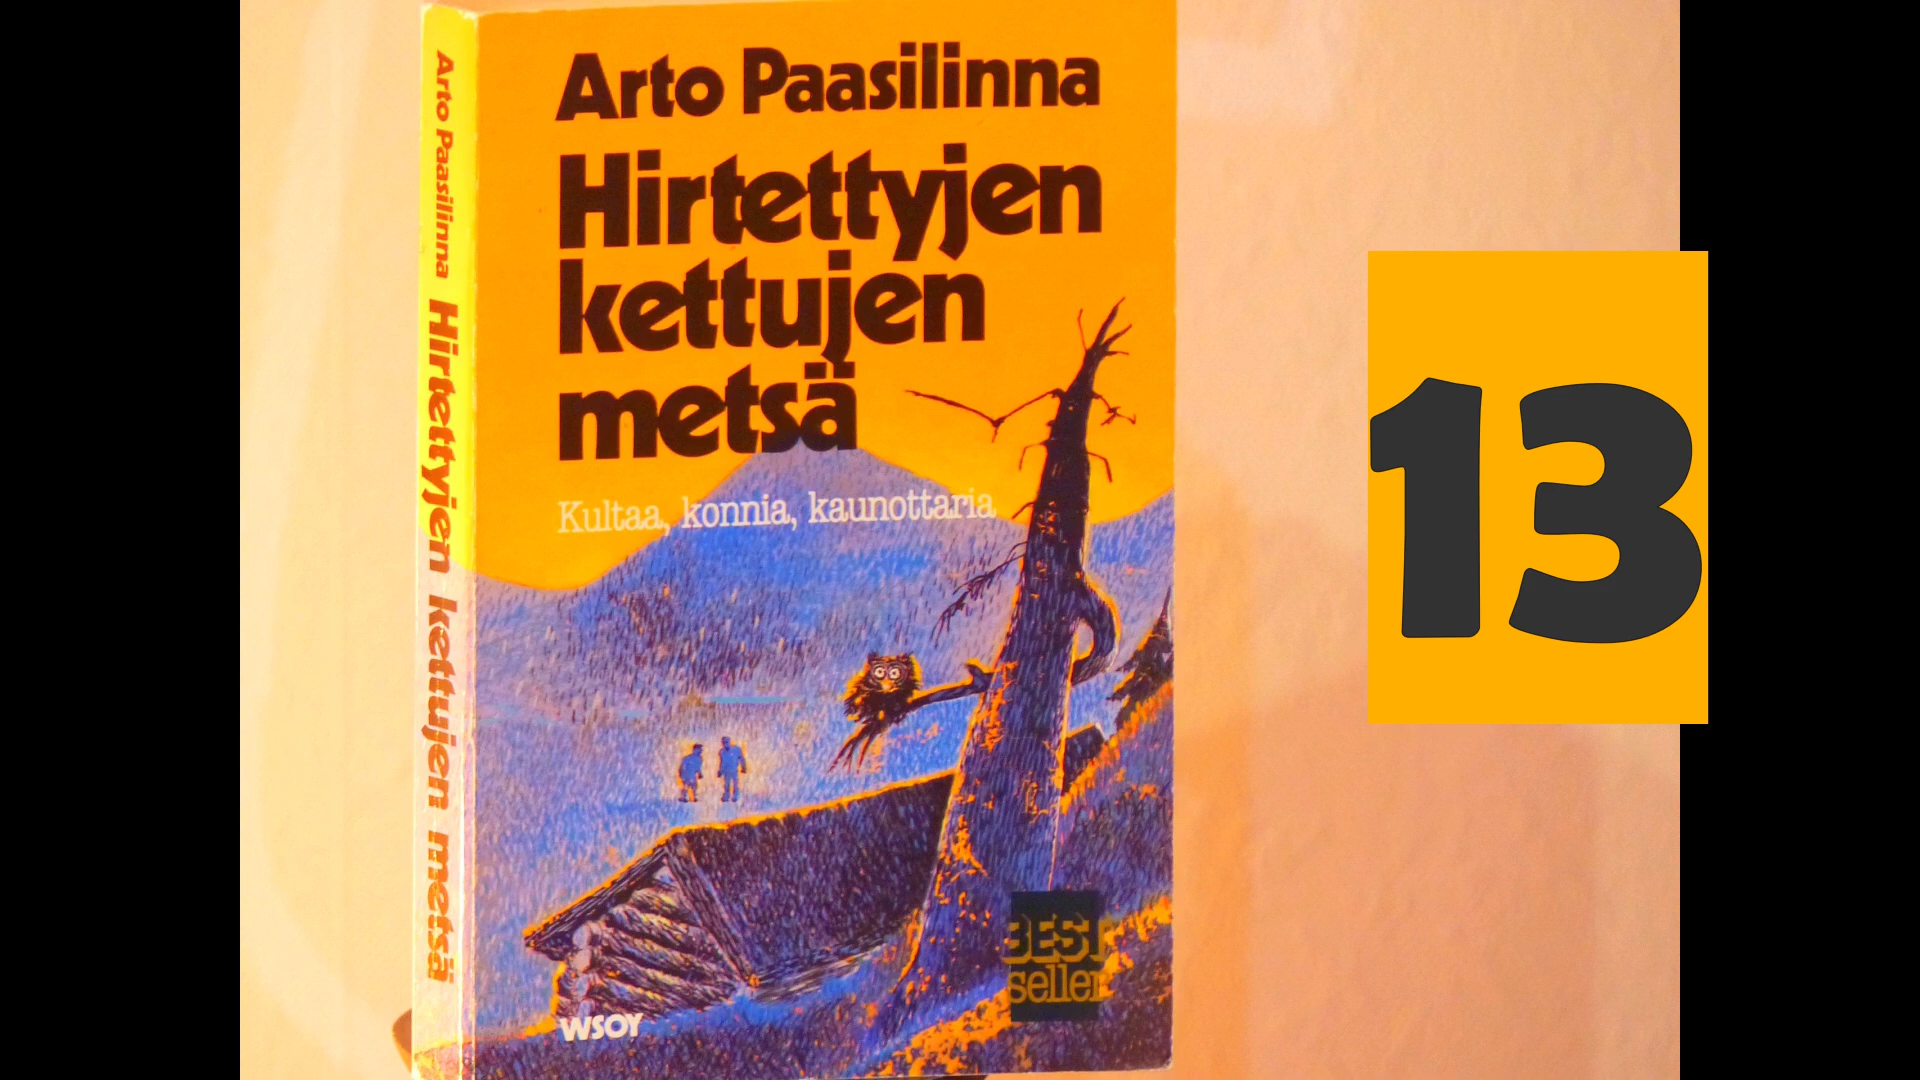 Arto Paasilinna
Hirtettyjen
kettujen
metsä
Kultaa, konnia, kaunottaria
BEST
seller
WSOY
Arto Paasilinna Hirtettyjen kettujen metsä
13